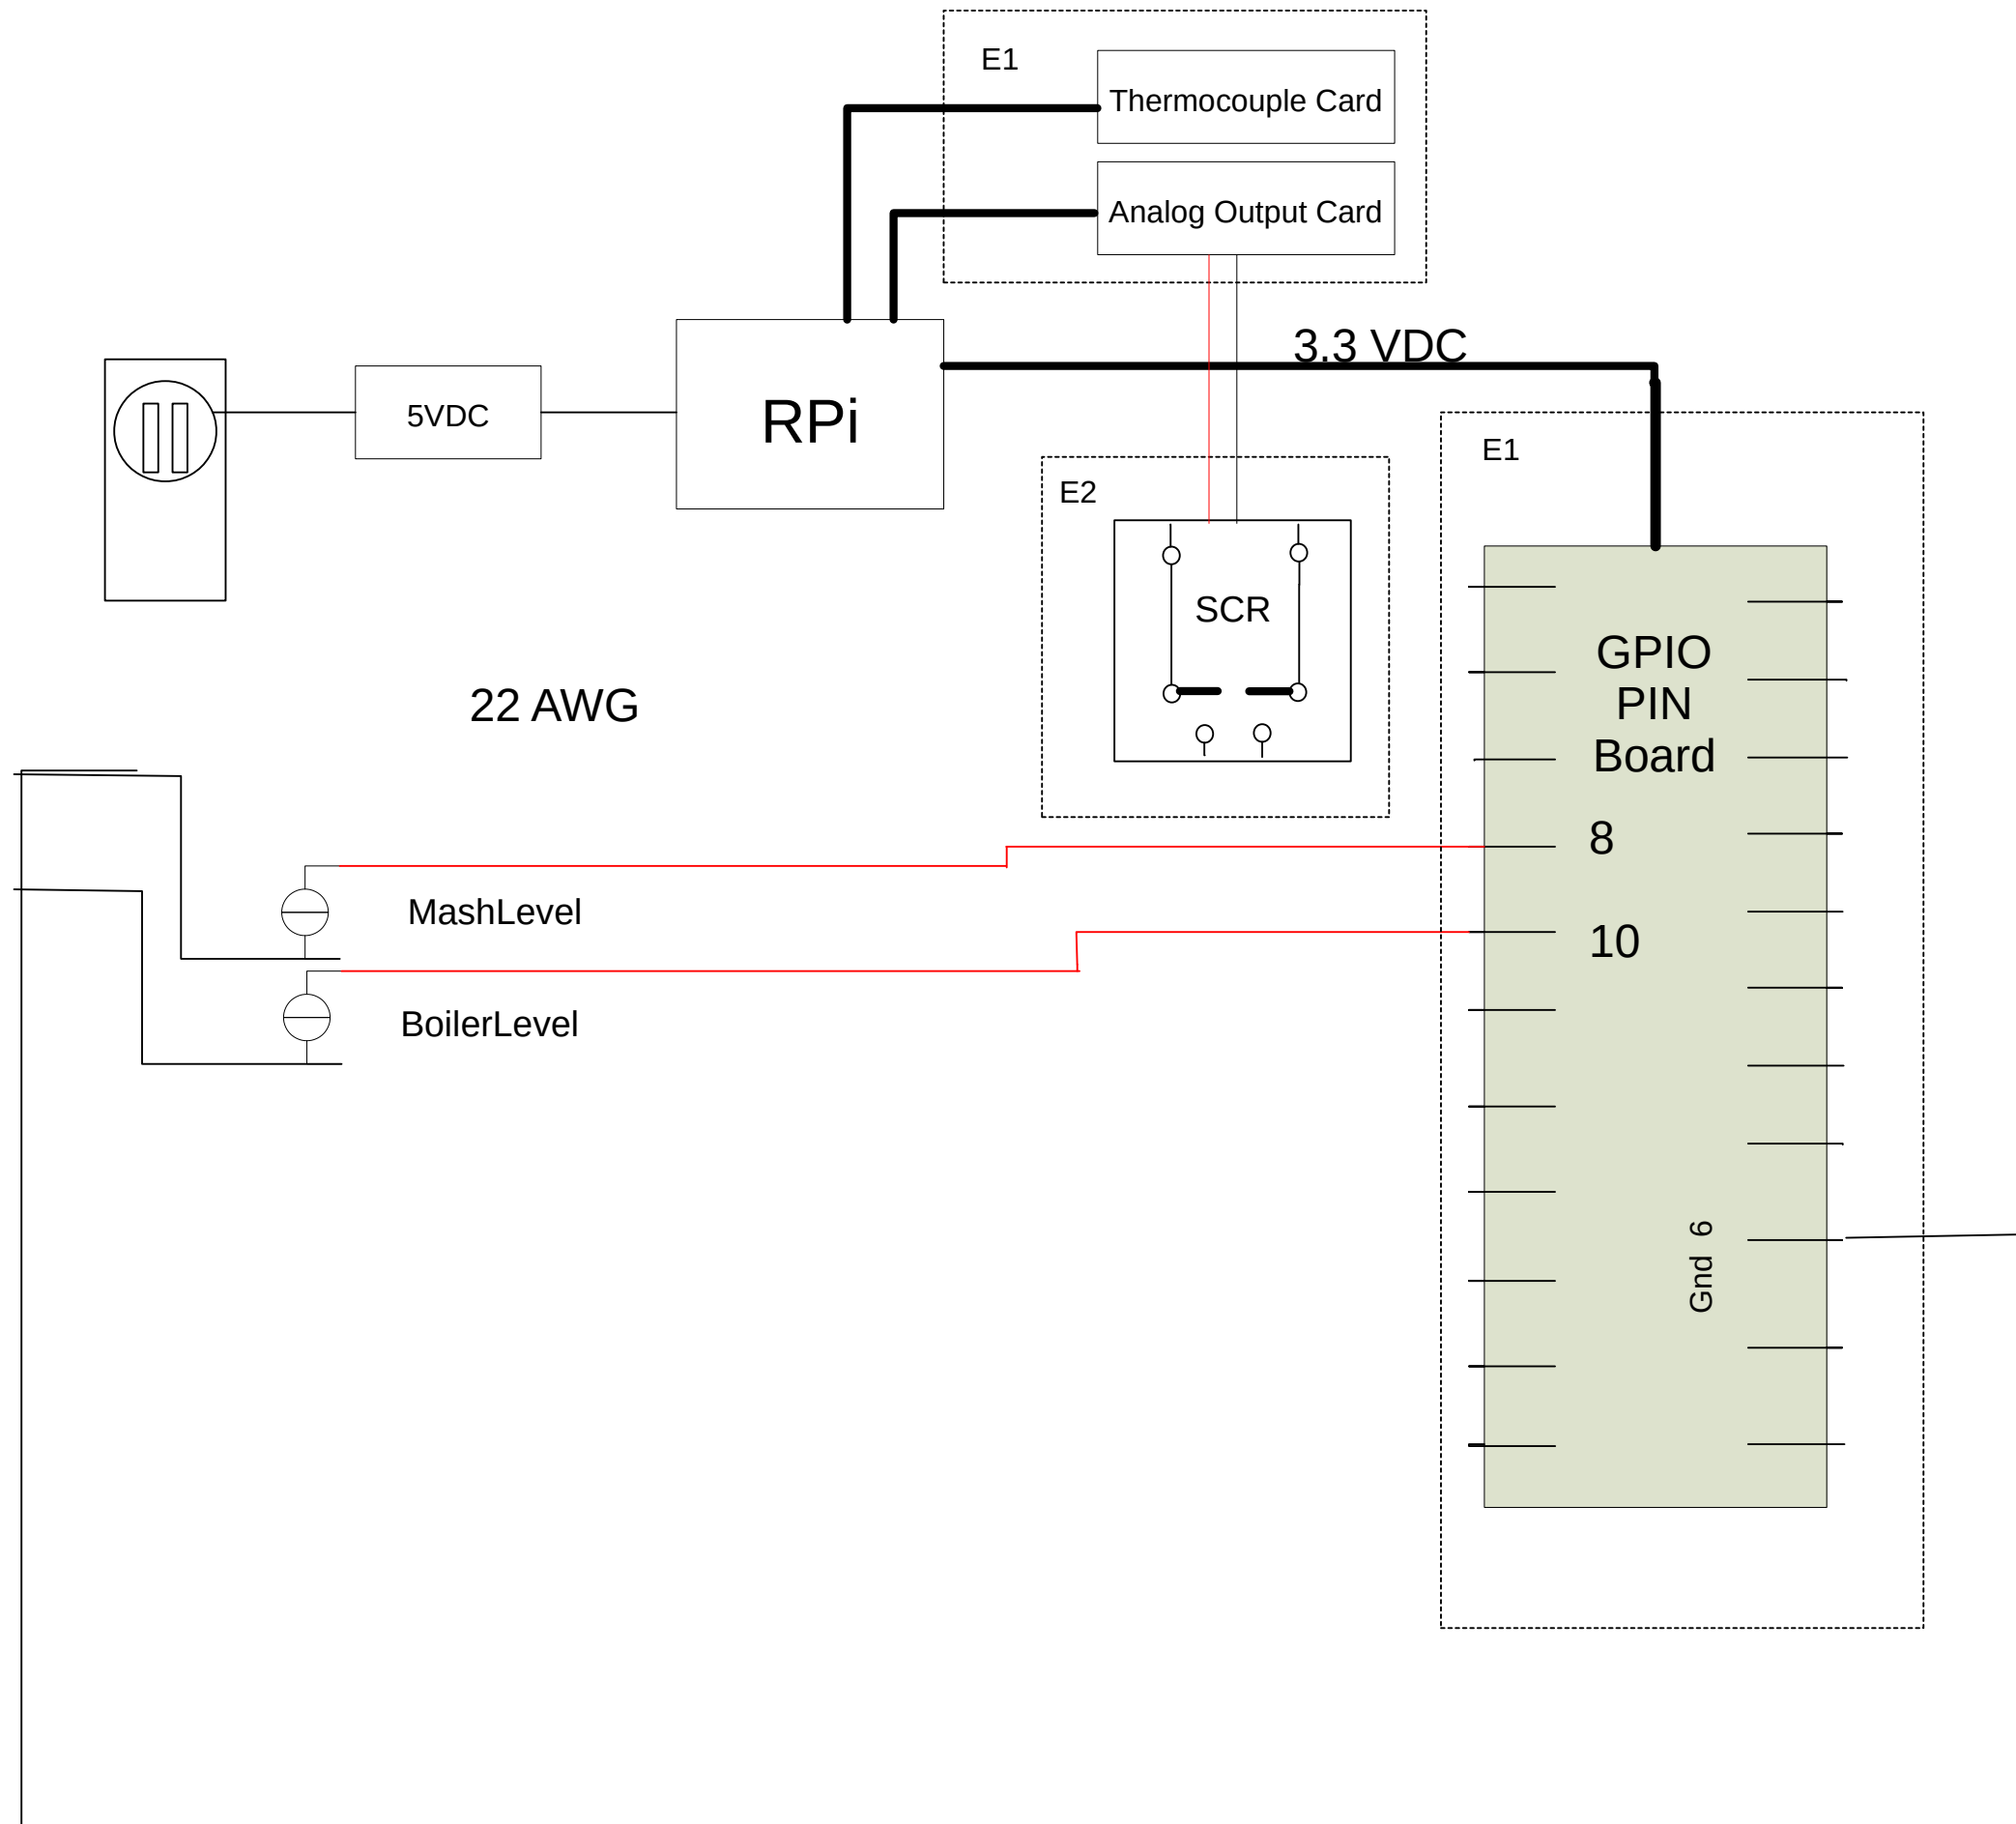 E1
Thermocouple Card
Analog Output Card
3.3 VDC
5VDC
RPi
E1
E2
SCR
GPIO
PIN
Board
22 AWG
8
MashLevel
10
BoilerLevel
Gnd 6